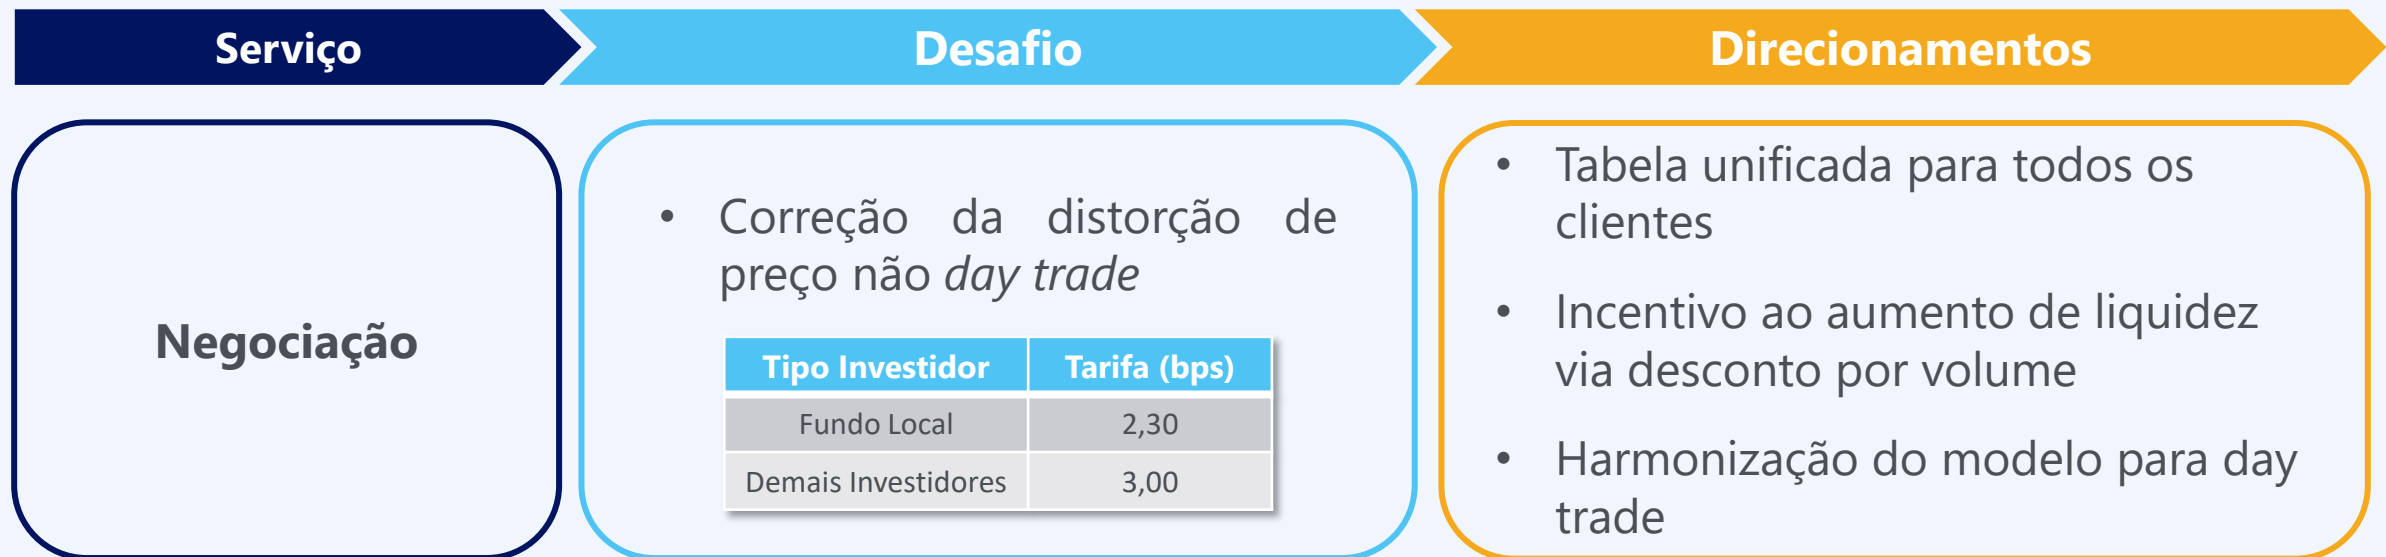 Serviço
Desafio
Direcionamentos
Negociação
• Correção da distorção de
preço não day trade
Tipo Investidor Tarifa (bps)
Fundo Local 2,30
Demais Investidores 3,00
• Tabela unificada para todos os
clientes
• Incentivo ao aumento de liquidez
via desconto por volume
• Harmonização do modelo para day
trade